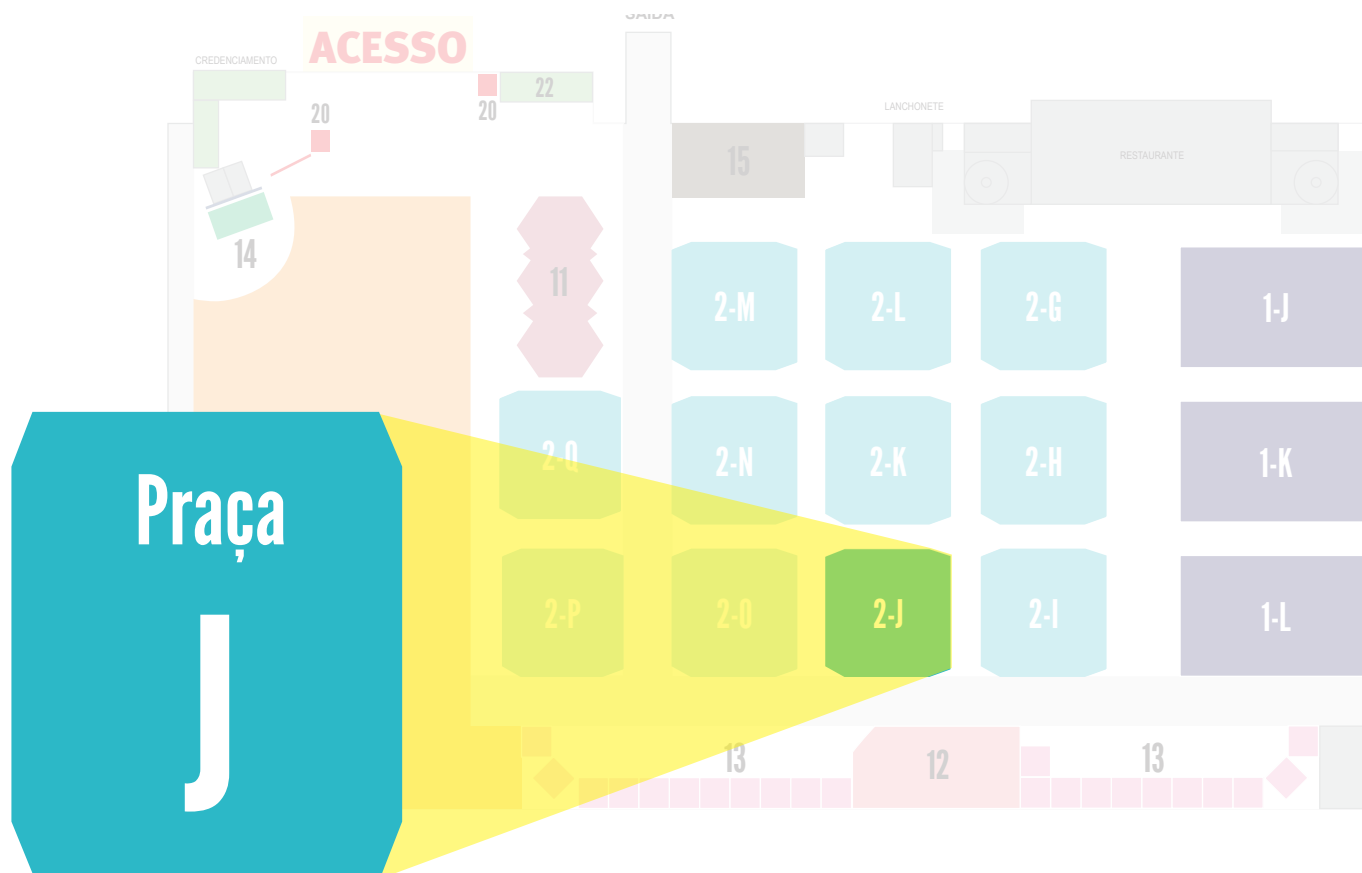 SAIDA
ACESSO
CREDENCIAMENTO
22
20
20
LANCHONETE
15
RESTAURANTE
14
11
2-M
2-L
2-G
1-J
2-Q
2-N
2-K
2-H
1-K
Praça
J
2-P
2-O
2-J
2-I
1-L
13
12
13